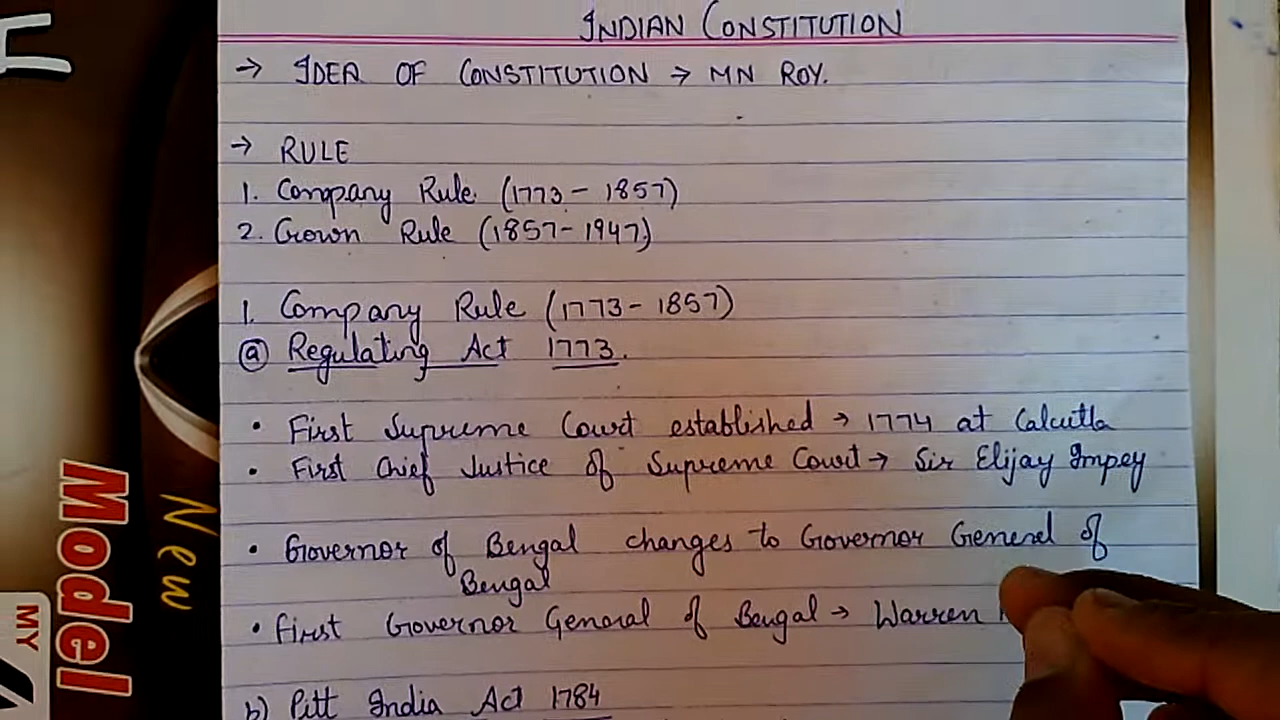 INDIAN CONSTITUTION
→ IDEA OF CONSTITUTION → MN ROY.
→ RULE
1. Company Rule (1773 - 1857)
2. Crown Rule (1857 - 1947)
1. Company Rule (1773 - 1857)
(a) Regulating Act 1773.
• First Supreme Court established → 1774 at Calcutta
• First Chief Justice of Supreme Court → Sir Elijay Impey
• Governor of Bengal changes to Governor General of
Bengal
• First Governor General of Bengal → Warren
b) Pitt India Act 1784
New
Model
MY